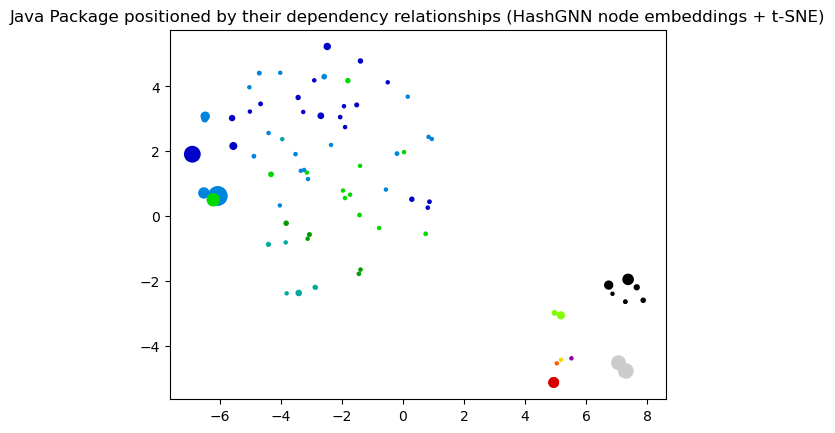 Java Package positioned by their dependency relationships (HashGNN node embeddings + t-SNE)
4
2
0
−2
−4
−6 −4 −2 0 2 4 6 8